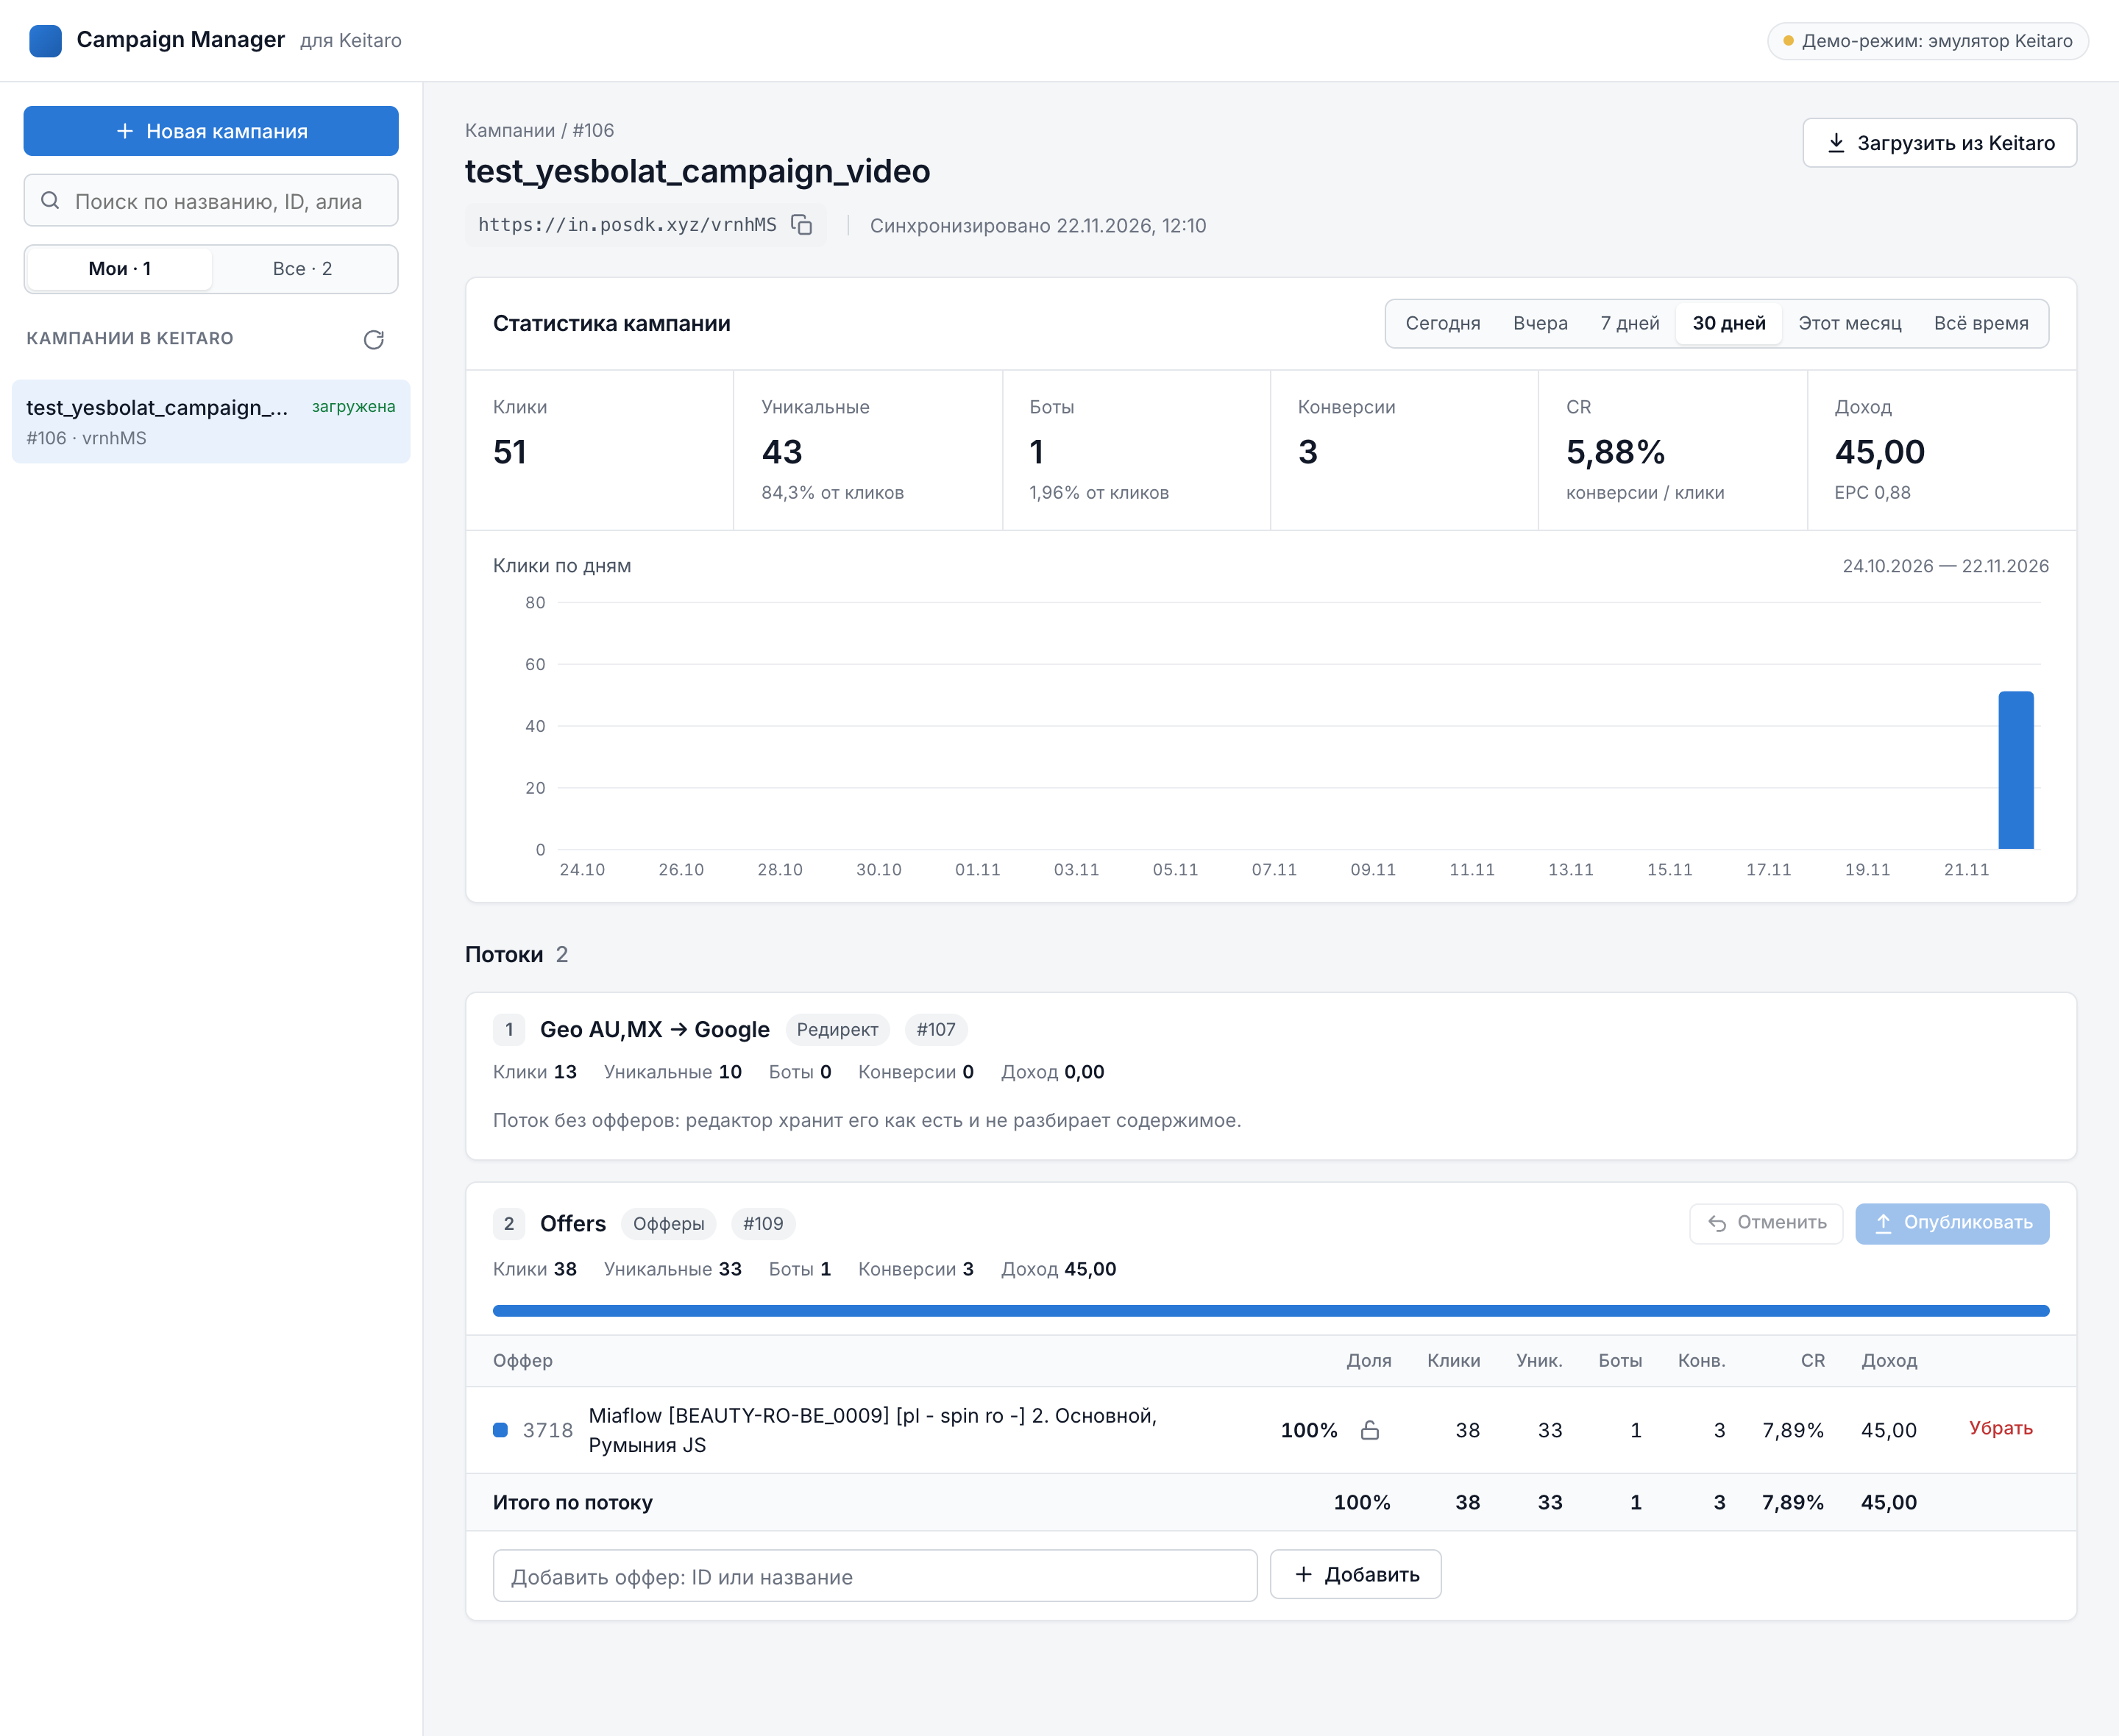 Campaign Manager для Keitaro
Демо-режим: эмулятор Keitaro
Новая кампания
Поиск по названию, ID, алиа
Мои · 1 Все · 2
КАМПАНИИ В KEITARO
test_yesbolat_campaign_... загружена
#106 · vrnhMS
Кампании / #106
test_yesbolat_campaign_video
https://in.posdk.xyz/vrnhMS Синхронизировано 22.11.2026, 12:10
Загрузить из Keitaro
Статистика кампании
Сегодня Вчера 7 дней 30 дней Этот месяц Всё время
Клики Уникальные Боты Конверсии CR Доход
51 43 1 3 5,88% 45,00
84,3% от кликов 1,96% от кликов конверсии / клики EPC 0,88
Клики по дням 24.10.2026 — 22.11.2026
80
60
40
20
0
24.10 26.10 28.10 30.10 01.11 03.11 05.11 07.11 09.11 11.11 13.11 15.11 17.11 19.11 21.11
Потоки 2
1 Geo AU,MX → Google Редирект #107
Клики 13 Уникальные 10 Боты 0 Конверсии 0 Доход 0,00
Поток без офферов: редактор хранит его как есть и не разбирает содержимое.
2 Offers Офферы #109 Отменить Опубликовать
Клики 38 Уникальные 33 Боты 1 Конверсии 3 Доход 45,00
Оффер Доля Клики Уник. Боты Конв. CR Доход
3718 Miaflow [BEAUTY-RO-BE_0009] [pl - spin ro -] 2. Основной,
Румыния JS
100% 38 33 1 3 7,89% 45,00 Убрать
Итого по потоку 100% 38 33 1 3 7,89% 45,00
Добавить оффер: ID или название Добавить